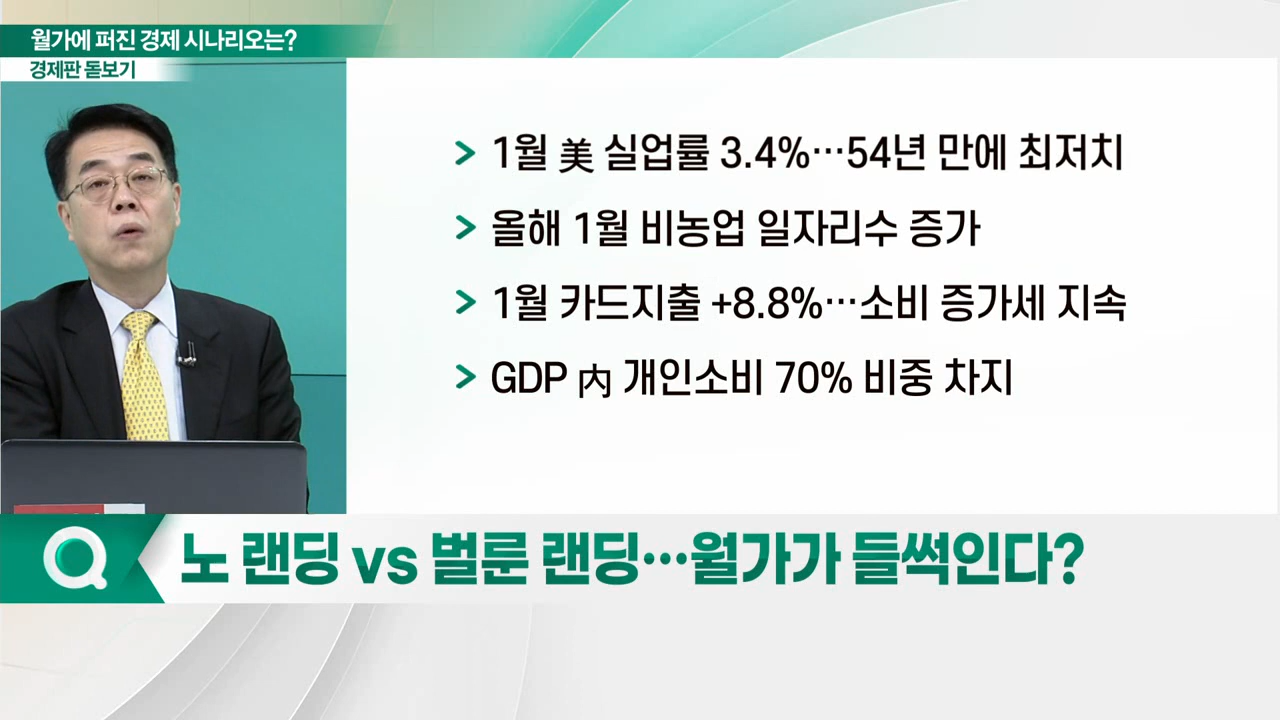 월가에 퍼진 경제 시나리오는?
경제판 돋보기
> 1월 美 실업률 3.4%…54년 만에 최저치
> 올해 1월 비농업 일자리수 증가
> 1월 카드지출 +8.8%…소비 증가세 지속
> GDP 內 개인소비 70% 비중 차지
Q 노 랜딩 vs 벌룬 랜딩…월가가 들썩인다?